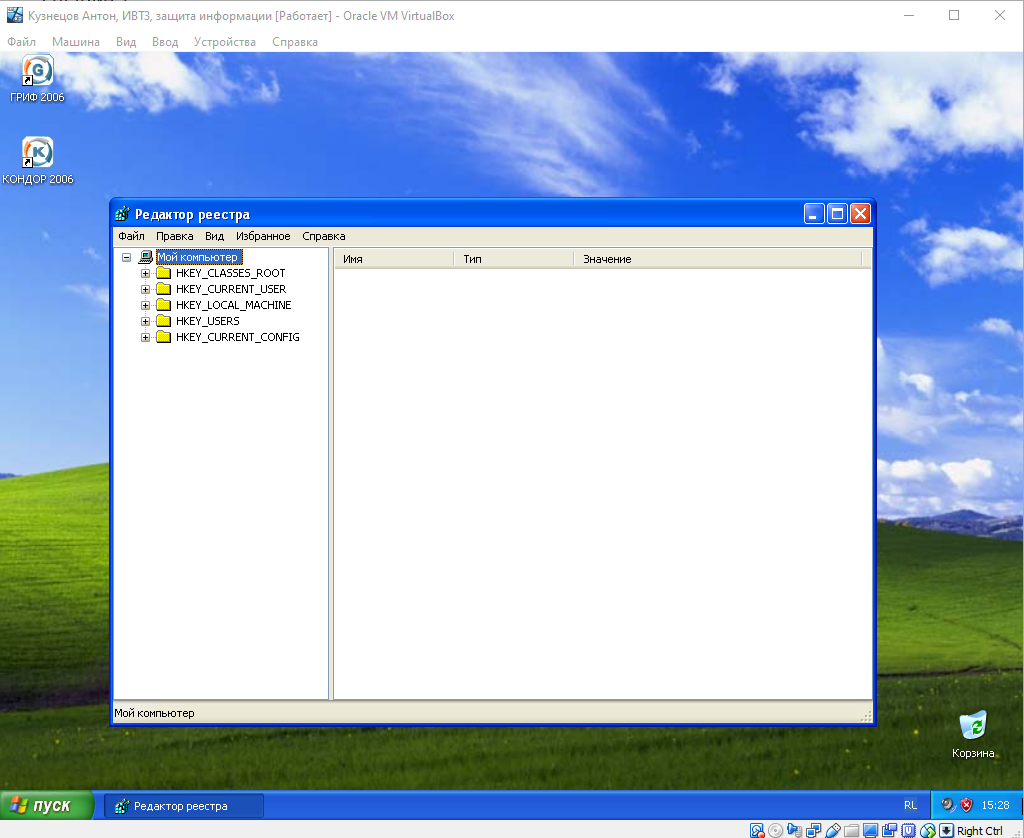 Кузнецов Антон, ИВТЗ, защита информации [Работает] - Oracle VM VirtualBox
Файл Машина Вид Ввод Устройства Справка
ГРИФ 2006
КОНДОР 2006
Редактор реестра
Файл Правка Вид Избранное Справка
Мой компьютер
HKEY_CLASSES_ROOT
HKEY_CURRENT_USER
HKEY_LOCAL_MACHINE
HKEY_USERS
HKEY_CURRENT_CONFIG
Имя Тип Значение
Мой компьютер
Корзина
пуск Редактор реестра RL 15:28
Right Ctrl